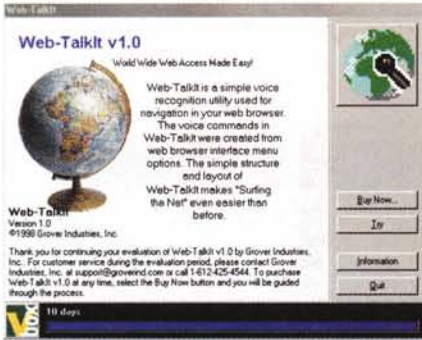 Web-TalkIt
Web-TalkIt v1.0
World Wide Web Access Made Easy!
Web-TalkIt is a simple voice
recognition utility used for
navigation in your web browser.
The voice commands in
Web-TalkIt were created from
web browser interface menu
options. The simple structure
and layout of
Web-TalkIt makes "Surfing
the Net" even easier than
before.
Web-TalkIt
Version 1.0
©1998 Grover Industries, Inc.
Thank you for continuing your evaluation of Web-TalkIt v1.0 by Grover Industries,
Inc. For customer service during the evaluation period, please contact Grover
Industries, Inc. at support@groverind.com or call 1-612-425-4544. To purchase
Web-TalkIt v1.0 at any time, select the Buy Now button and you will be guided
through the process.
Buy Now...
Try
Information
Quit
VBox
10 days